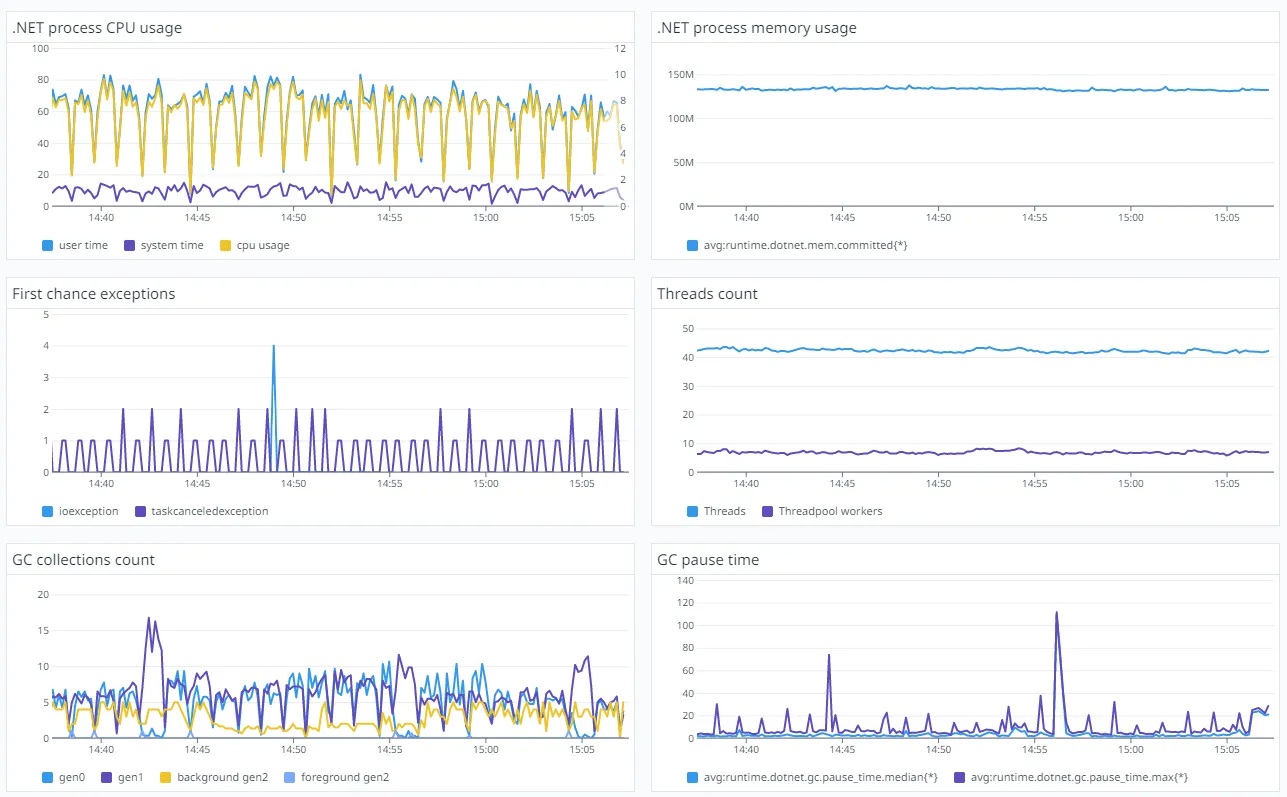 .NET process CPU usage
100
80
60
40
20
0
12
10
8
6
4
2
0
14:40 14:45 14:50 14:55 15:00 15:05
user time system time cpu usage
.NET process memory usage
150M
100M
50M
0M
14:40 14:45 14:50 14:55 15:00 15:05
avg:runtime.dotnet.mem.committed{*}
First chance exceptions
5
4
3
2
1
0
14:40 14:45 14:50 14:55 15:00 15:05
ioexception taskcanceledexception
Threads count
50
40
30
20
10
0
14:40 14:45 14:50 14:55 15:00 15:05
Threads Threadpool workers
GC collections count
20
15
10
5
0
14:40 14:45 14:50 14:55 15:00 15:05
gen0 gen1 background gen2 foreground gen2
GC pause time
140
120
100
80
60
40
20
0
14:40 14:45 14:50 14:55 15:00 15:05
avg:runtime.dotnet.gc.pause_time.median{*} avg:runtime.dotnet.gc.pause_time.max{*}